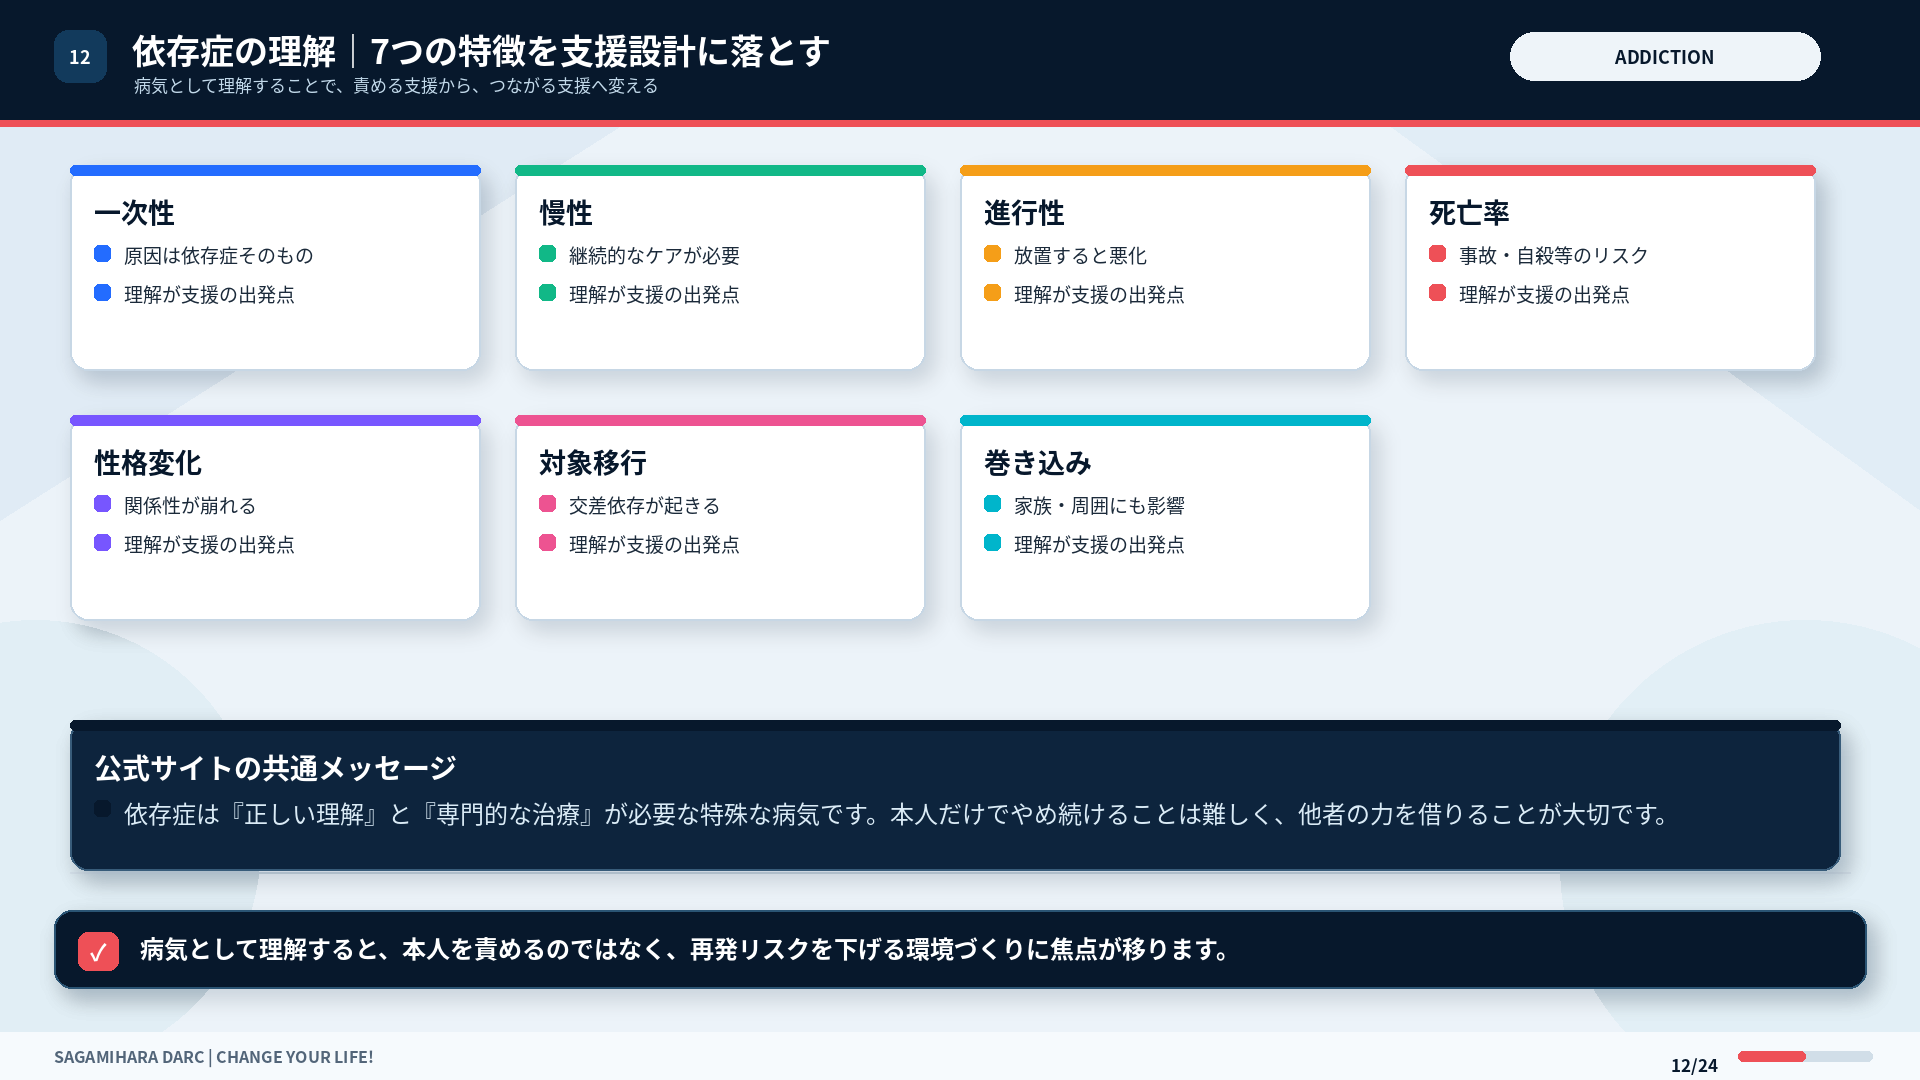 12
依存症の理解｜7つの特徴を支援設計に落とす
病気として理解することで、責める支援から、つながる支援へ変える
ADDICTION
一次性
原因は依存症そのもの
理解が支援の出発点
慢性
継続的なケアが必要
理解が支援の出発点
進行性
放置すると悪化
理解が支援の出発点
死亡率
事故・自殺等のリスク
理解が支援の出発点
性格変化
関係性が崩れる
理解が支援の出発点
対象移行
交差依存が起きる
理解が支援の出発点
巻き込み
家族・周囲にも影響
理解が支援の出発点
公式サイトの共通メッセージ
依存症は『正しい理解』と『専門的な治療』が必要な特殊な病気です。本人だけでやめ続けることは難しく、他者の力を借りることが大切です。
✓ 病気として理解すると、本人を責めるのではなく、再発リスクを下げる環境づくりに焦点が移ります。
SAGAMIHARA DARC | CHANGE YOUR LIFE!
12/24